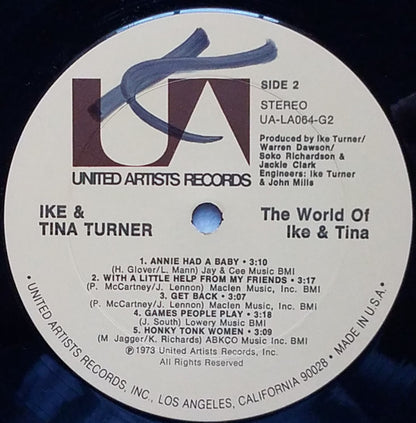 UA
SIDE 2
STEREO
UA-LA064-G2
Produced by Ike Turner/
Warren Dawson/
Soko Richardson &
Jackie Clark
Engineers: Ike Turner
& John Mills
UNITED ARTISTS RECORDS
IKE &
TINA TURNER
The World Of
Ike & Tina
1. ANNIE HAD A BABY • 3:10
(H. Glover/L. Mann) Jay & Cee Music BMI
2. WITH A LITTLE HELP FROM MY FRIENDS • 3:17
(P. McCartney/J. Lennon) Maclen Music, Inc. BMI
3. GET BACK • 3:07
(P. McCartney/J. Lennon) Maclen Music, Inc. BMI
4. GAMES PEOPLE PLAY • 3:18
(J. South) Lowery Music BMI
5. HONKY TONK WOMEN • 3:09
(M Jagger/K. Richards) ABKCO Music Inc. BMI
℗1973 United Artists Records, Inc.
All Rights Reserved
• UNITED ARTISTS RECORDS, INC., LOS ANGELES, CALIFORNIA 90028 • MADE IN U.S.A. •